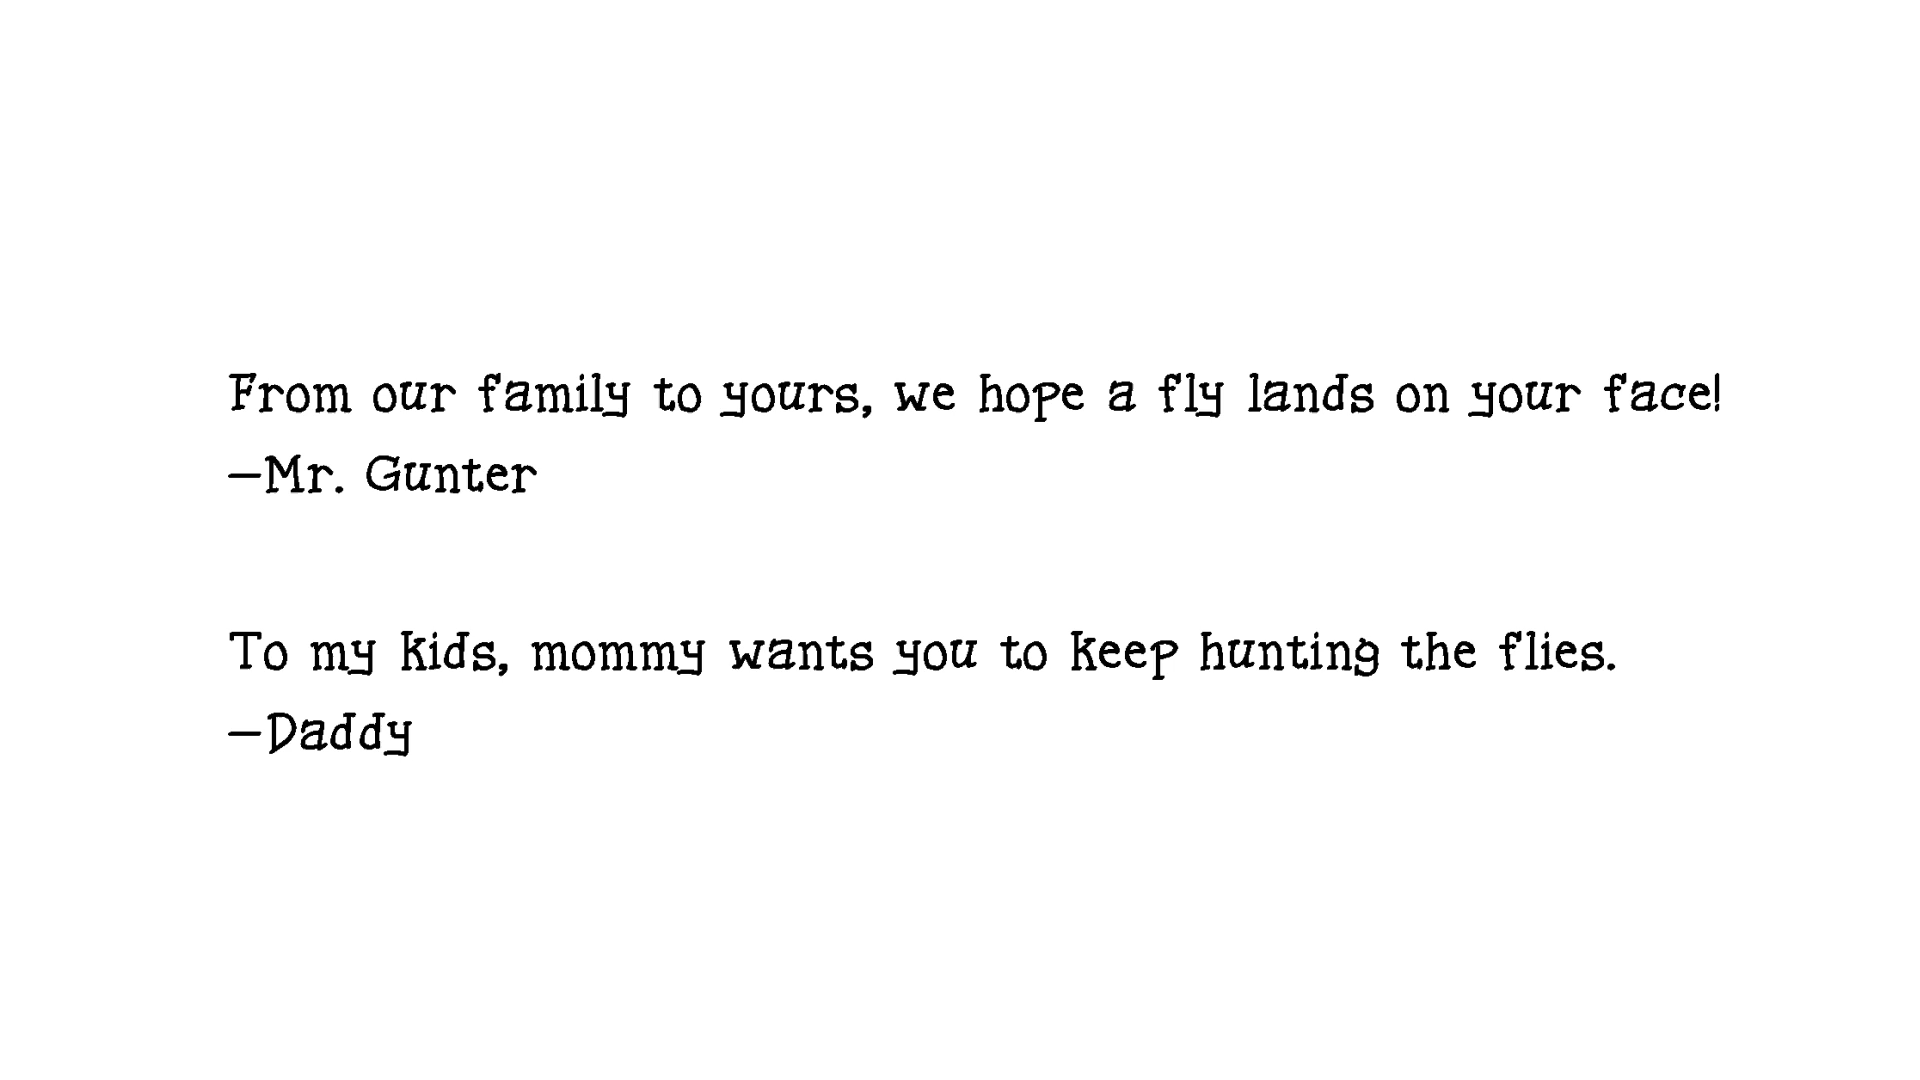 From our family to yours, we hope a fly lands on your face!
—Mr. Gunter
To my kids, mommy wants you to keep hunting the flies.
—Daddy